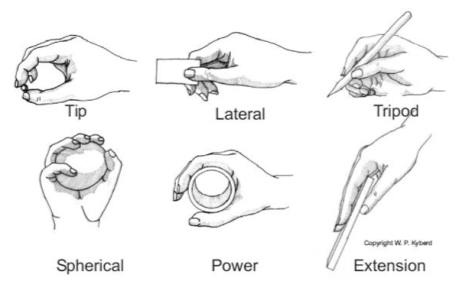 Tip
Lateral
Tripod
Copyright W. P. Kyberd
Spherical
Power
Extension